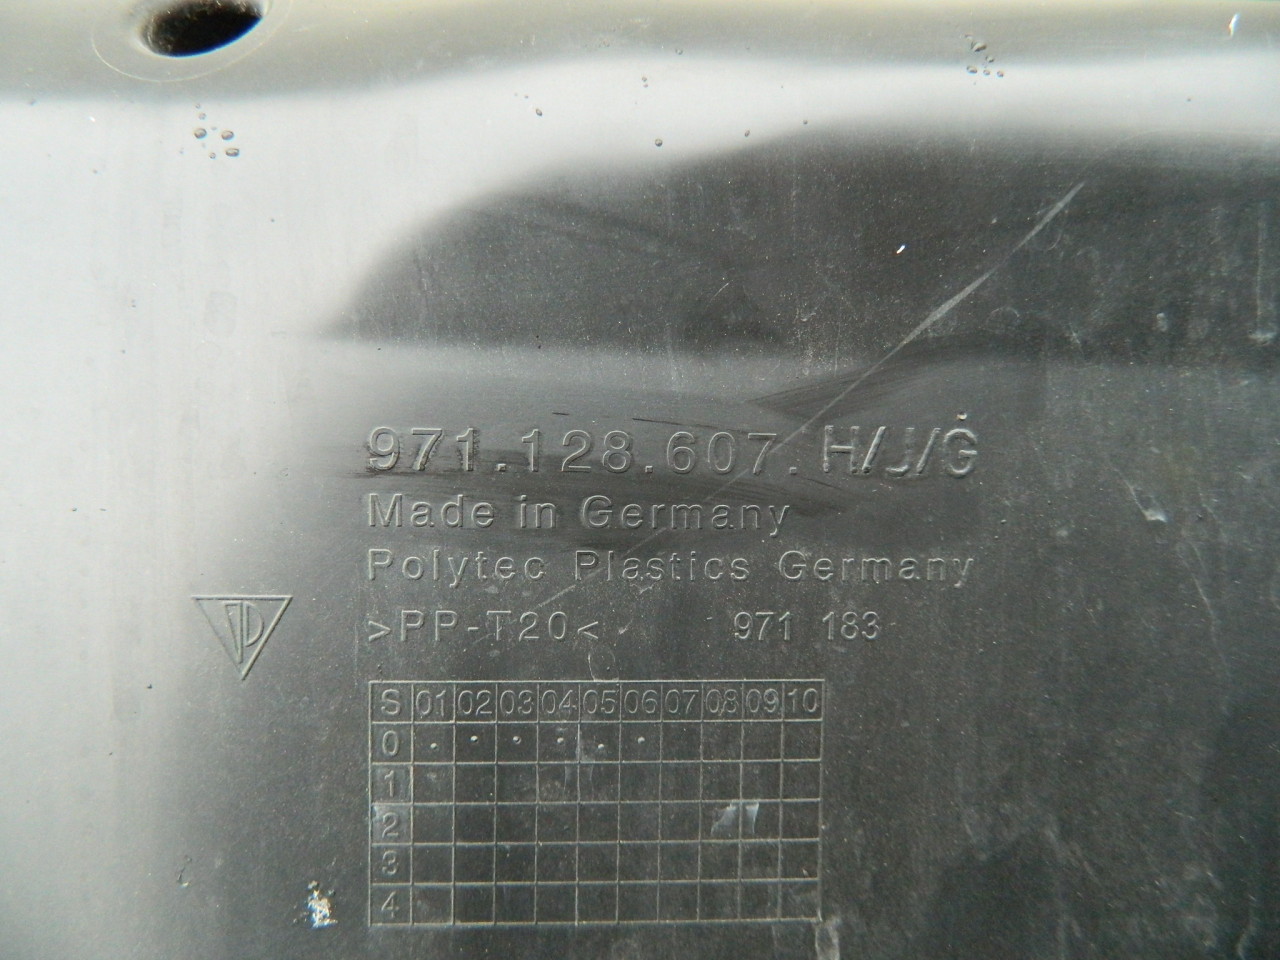 971.128.607.H/J/G
Made in Germany
Polytec Plastics Germany
>PP-T20< 971 183
S 01 02 03 04 05 06 07 08 09 10
0
1
2
3
4